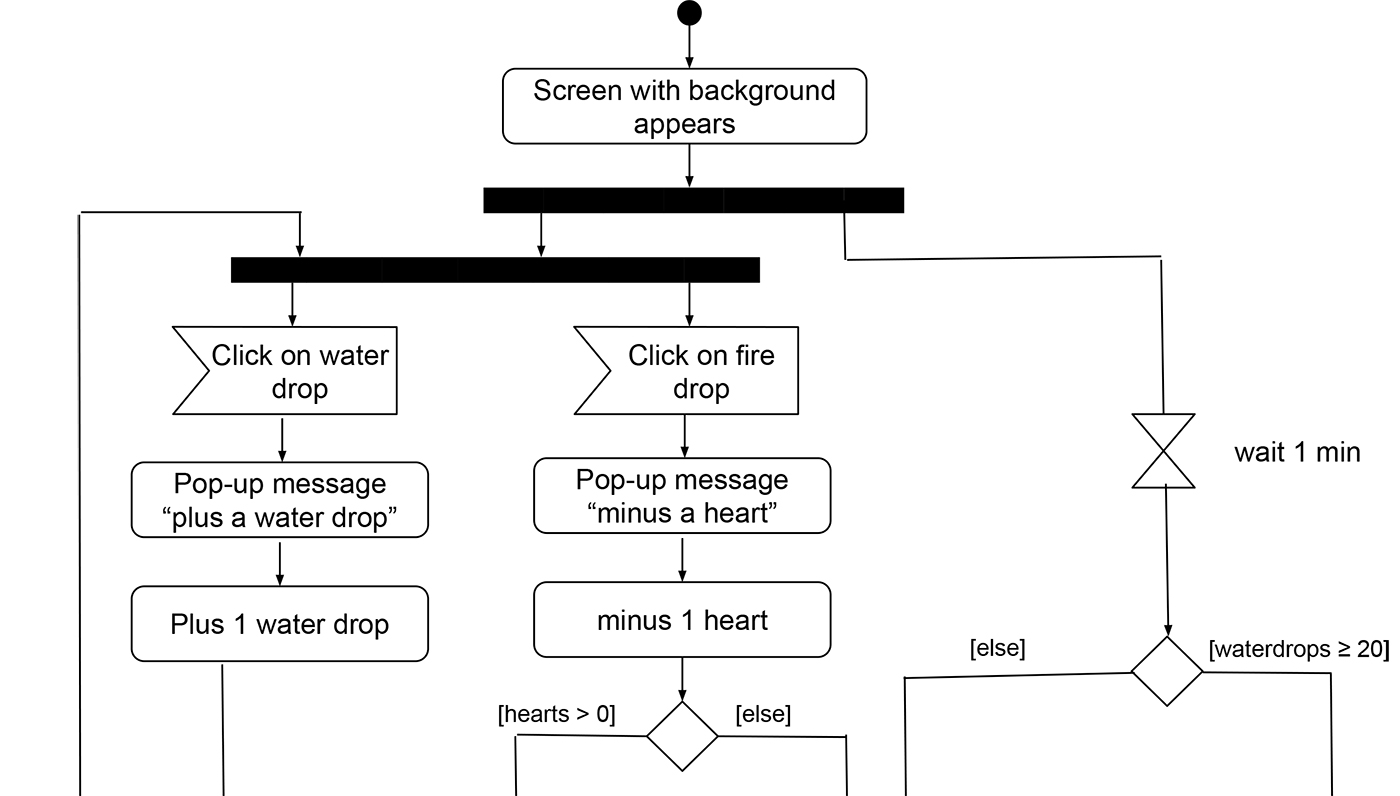 Screen with background
appears
Click on water
drop
Click on fire
drop
wait 1 min
Pop-up message
“plus a water drop”
Pop-up message
“minus a heart”
Plus 1 water drop
minus 1 heart
[else]
[waterdrops ≥ 20]
[hearts > 0]
[else]